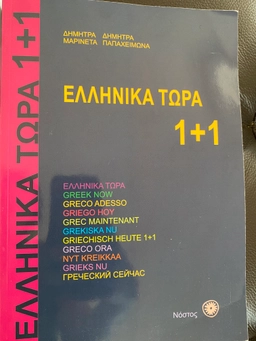 ΔΗΜΗΤΡΑ ΔΗΜΗΤΡΑ
ΜΑΡΙΝΕΤΑ ΠΑΠΑΧΕΙΜΩΝΑ
ΕΛΛΗΝΙΚΑ ΤΩΡΑ
1+1
ΕΛΛΗΝΙΚΑ ΤΩΡΑ
GREEK NOW
GRECO ADESSO
GRIEGO HOY
GREC MAINTENANT
GREKISKA NU
GRIECHISCH HEUTE 1+1
GRECO ORA
NYT KREIKKAA
GRIEKS NU
ГРЕЧЕСКИЙ СЕЙЧАС
Νόστος
ΕΛΛΗΝΙΚΑ ΤΩΡΑ 1+1